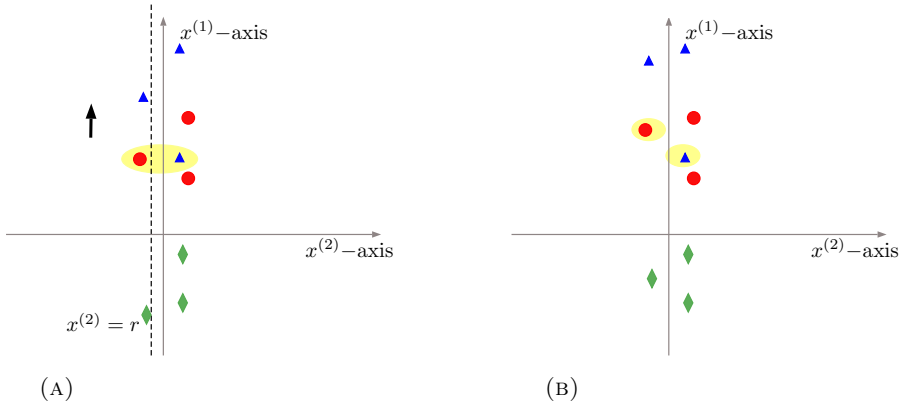 x^{(1)}−axis
x^{(2)}−axis
x^{(2)} = r
(A)
x^{(1)}−axis
x^{(2)}−axis
(B)